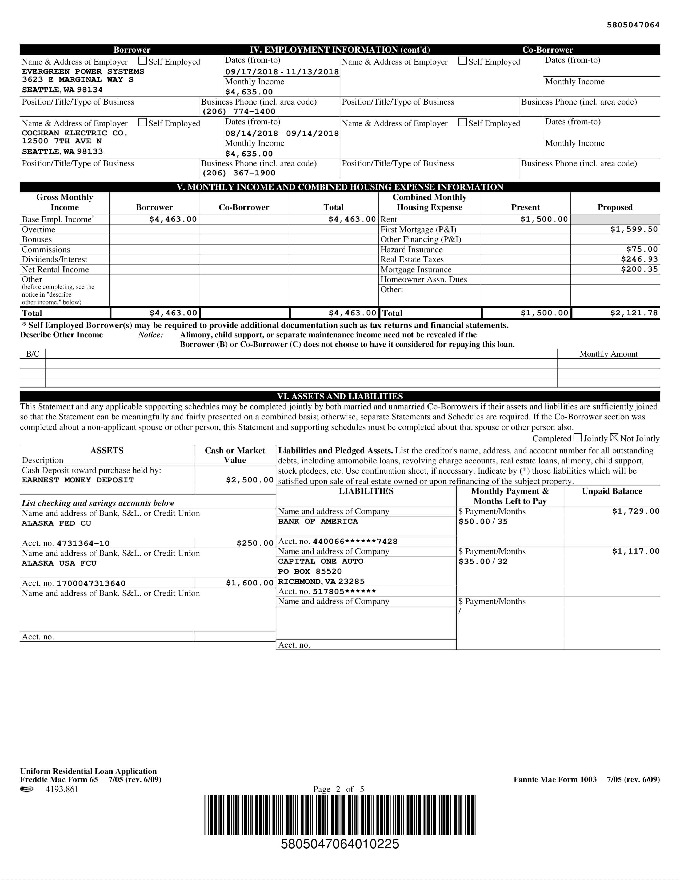 5805047064
Borrower IV. EMPLOYMENT INFORMATION (cont'd) Co-Borrower
Name & Address of Employer Self Employed Dates (from-to) Name & Address of Employer Self Employed Dates (from-to)
EVERGREEN POWER SYSTEMS 09/17/2018-11/13/2018
3623 E MARGINAL WAY S Monthly Income Monthly Income
SEATTLE, WA 98134 $4,635.00
Position/Title/Type of Business Business Phone (incl. area code) Position/Title/Type of Business Business Phone (incl. area code)
(206) 774-1400
Name & Address of Employer Self Employed Dates (from-to) Name & Address of Employer Self Employed Dates (from-to)
COCHRAN ELECTRIC CO. 08/14/2018 09/14/2018
12500 7TH AVE N Monthly Income Monthly Income
SEATTLE, WA 98133 $4,635.00
Position/Title/Type of Business Business Phone (incl. area code) Position/Title/Type of Business Business Phone (incl. area code)
(206) 367-1900
V. MONTHLY INCOME AND COMBINED HOUSING EXPENSE INFORMATION
Gross Monthly Income Borrower Co-Borrower Total Combined Monthly Housing Expense Present Proposed
Base Empl. Income* $4,463.00 $4,463.00 Rent $1,500.00
Overtime First Mortgage (P&I) $1,599.50
Bonuses Other Financing (P&I)
Commissions Hazard Insurance $75.00
Dividends/Interest Real Estate Taxes $246.93
Net Rental Income Mortgage Insurance $200.35
Other Homeowner Assn. Dues
(before completing, see the Other:
notice in "describe
other income," below)
Total $4,463.00 $4,463.00 Total $1,500.00 $2,121.78
* Self Employed Borrower(s) may be required to provide additional documentation such as tax returns and financial statements.
Describe Other Income Notice: Alimony, child support, or separate maintenance income need not be revealed if the
Borrower (B) or Co-Borrower (C) does not choose to have it considered for repaying this loan.
B/C Monthly Amount
VI. ASSETS AND LIABILITIES
This Statement and any applicable supporting schedules may be completed jointly by both married and unmarried Co-Borrowers if their assets and liabilities are sufficiently joined
so that the Statement can be meaningfully and fairly presented on a combined basis; otherwise, separate Statements and Schedules are required. If the Co-Borrower section was
completed about a non-applicant spouse or other person, this Statement and supporting schedules must be completed about that spouse or other person also.
Completed Jointly Not Jointly
ASSETS Cash or Market Value Liabilities and Pledged Assets. List the creditor's name, address, and account number for all outstanding
Description debts, including automobile loans, revolving charge accounts, real estate loans, alimony, child support,
Cash Deposit toward purchase held by: stock pledges, etc. Use continuation sheet, if necessary. Indicate by (*) those liabilities which will be
EARNEST MONEY DEPOSIT $2,500.00 satisfied upon sale of real estate owned or upon refinancing of the subject property.
LIABILITIES Monthly Payment & Months Left to Pay Unpaid Balance
List checking and savings accounts below
Name and address of Bank, S&L, or Credit Union Name and address of Company $ Payment/Months $1,729.00
ALASKA FED CU BANK OF AMERICA $50.00/35
Acct. no. 4731364-10 $250.00 Acct. no. 440066******7428
Name and address of Bank, S&L, or Credit Union Name and address of Company $ Payment/Months $1,117.00
ALASKA USA FCU CAPITAL ONE AUTO $35.00/32
PO BOX 85520
Acct. no. 1700047313640 $1,600.00 RICHMOND, VA 23285
Name and address of Bank, S&L, or Credit Union Acct. no. 517805******
Name and address of Company $ Payment/Months
/
Acct. no.
Acct. no.
Uniform Residential Loan Application
Freddie Mac Form 65 7/05 (rev. 6/09) Fannie Mae Form 1003 7/05 (rev. 6/09)
4193.861 Page 2 of 5
5805047064010225